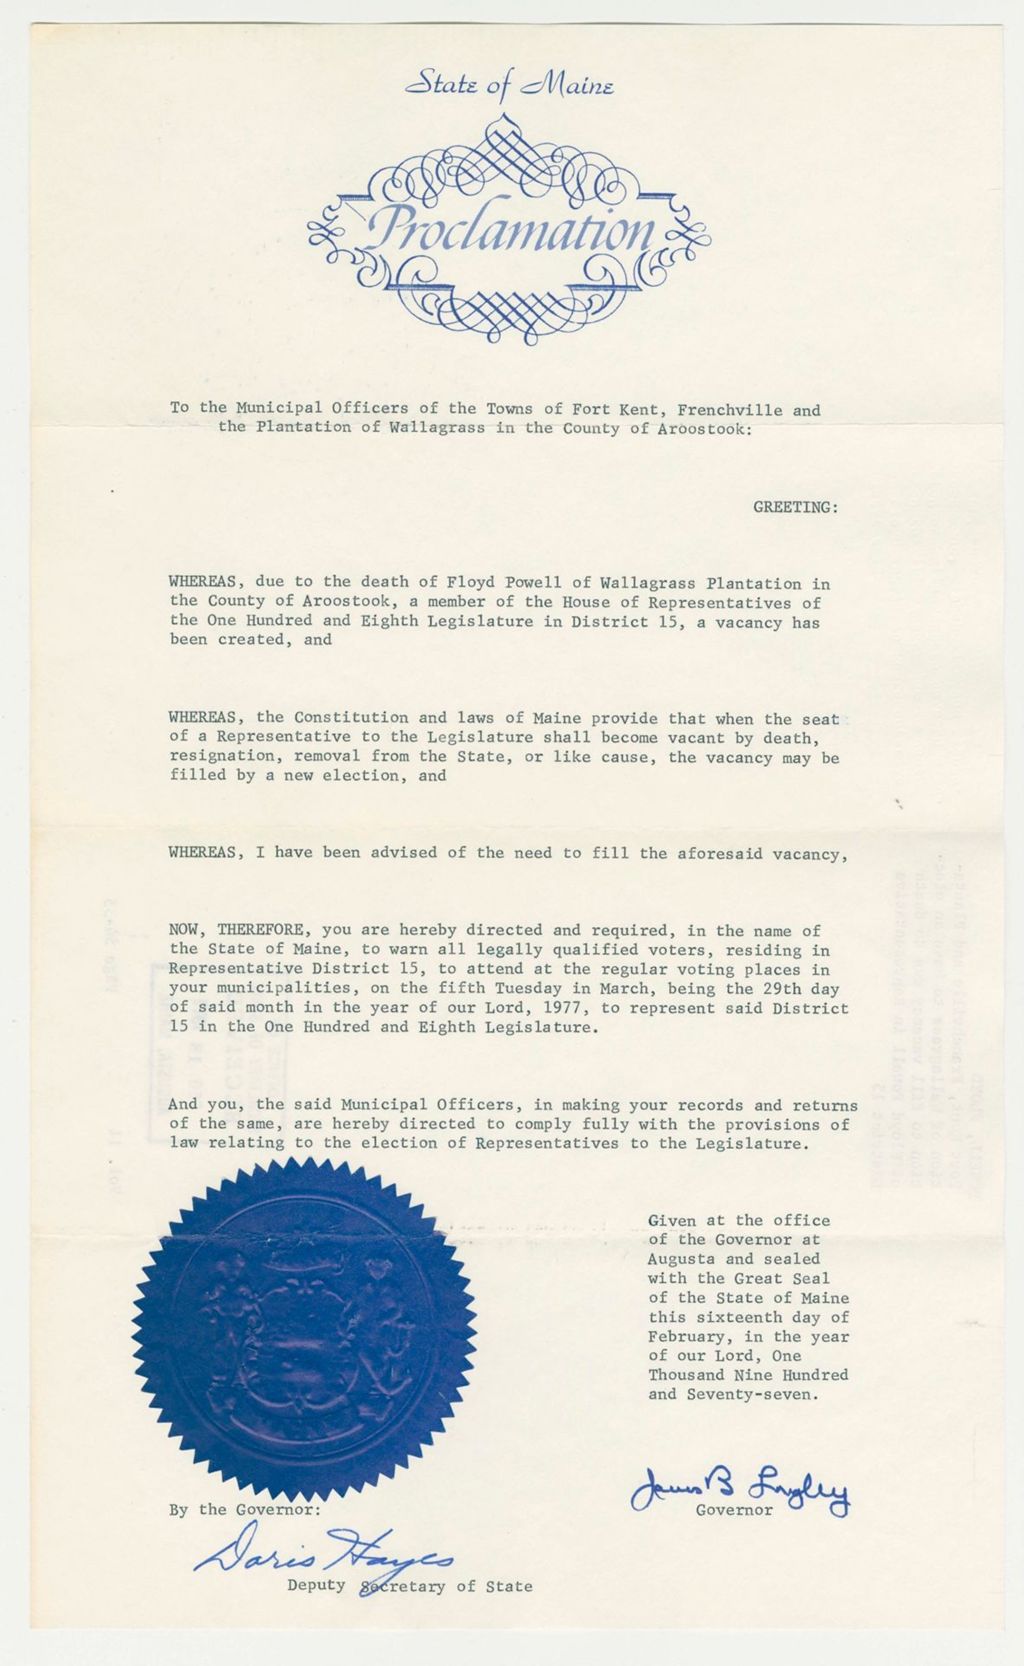 State of Maine
Proclamation
To the Municipal Officers of the Towns of Fort Kent, Frenchville and
the Plantation of Wallagrass in the County of Aroostook:
GREETING:
WHEREAS, due to the death of Floyd Powell of Wallagrass Plantation in
the County of Aroostook, a member of the House of Representatives of
the One Hundred and Eighth Legislature in District 15, a vacancy has
been created, and
WHEREAS, the Constitution and laws of Maine provide that when the seat
of a Representative to the Legislature shall become vacant by death,
resignation, removal from the State, or like cause, the vacancy may be
filled by a new election, and
WHEREAS, I have been advised of the need to fill the aforesaid vacancy,
NOW, THEREFORE, you are hereby directed and required, in the name of
the State of Maine, to warn all legally qualified voters, residing in
Representative District 15, to attend at the regular voting places in
your municipalities, on the fifth Tuesday in March, being the 29th day
of said month in the year of our Lord, 1977, to represent said District
15 in the One Hundred and Eighth Legislature.
And you, the said Municipal Officers, in making your records and returns
of the same, are hereby directed to comply fully with the provisions of
law relating to the election of Representatives to the Legislature.
Given at the office
of the Governor at
Augusta and sealed
with the Great Seal
of the State of Maine
this sixteenth day of
February, in the year
of our Lord, One
Thousand Nine Hundred
and Seventy-seven.
James B Longley
Governor
By the Governor:
Doris Hayes
Deputy Secretary of State